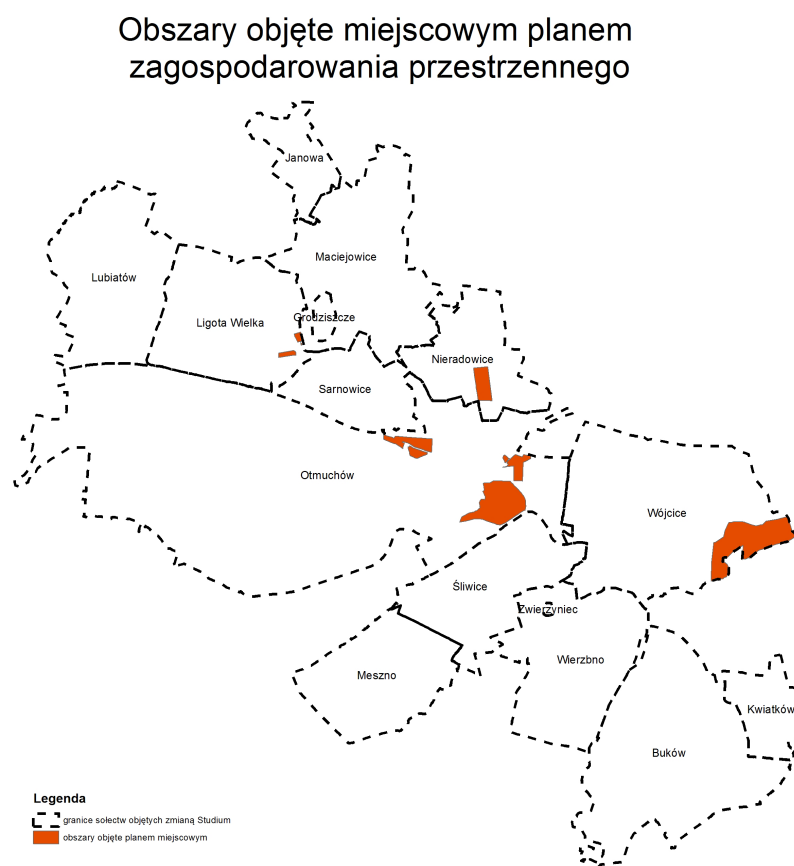 Obszary objęte miejscowym planem
zagospodarowania przestrzennego
Janowa
Maciejowice
Lubiatów
Ligota Wielka
Grodziszcze
Nieradowice
Sarnowice
Otmuchów
Wójcice
Śliwice
Zwierzyniec
Wierzbno
Meszno
Kwiatków
Buków
Legenda
granice sołectw objętych zmianą Studium
obszary objęte planem miejscowym